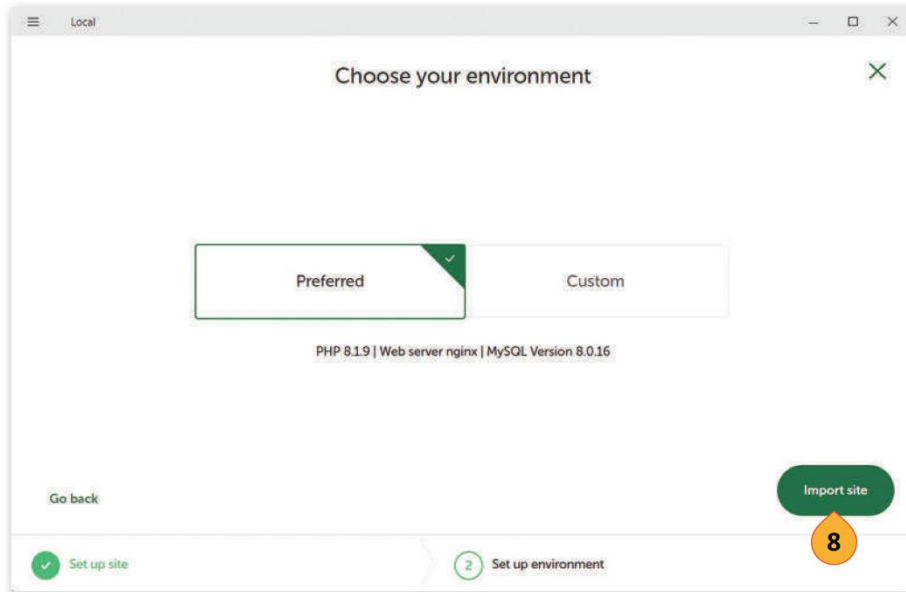 Local
Choose your environment
Preferred
Custom
PHP 8.1.9 | Web server nginx | MySQL Version 8.0.16
Go back
Import site
8
Set up site
2 Set up environment